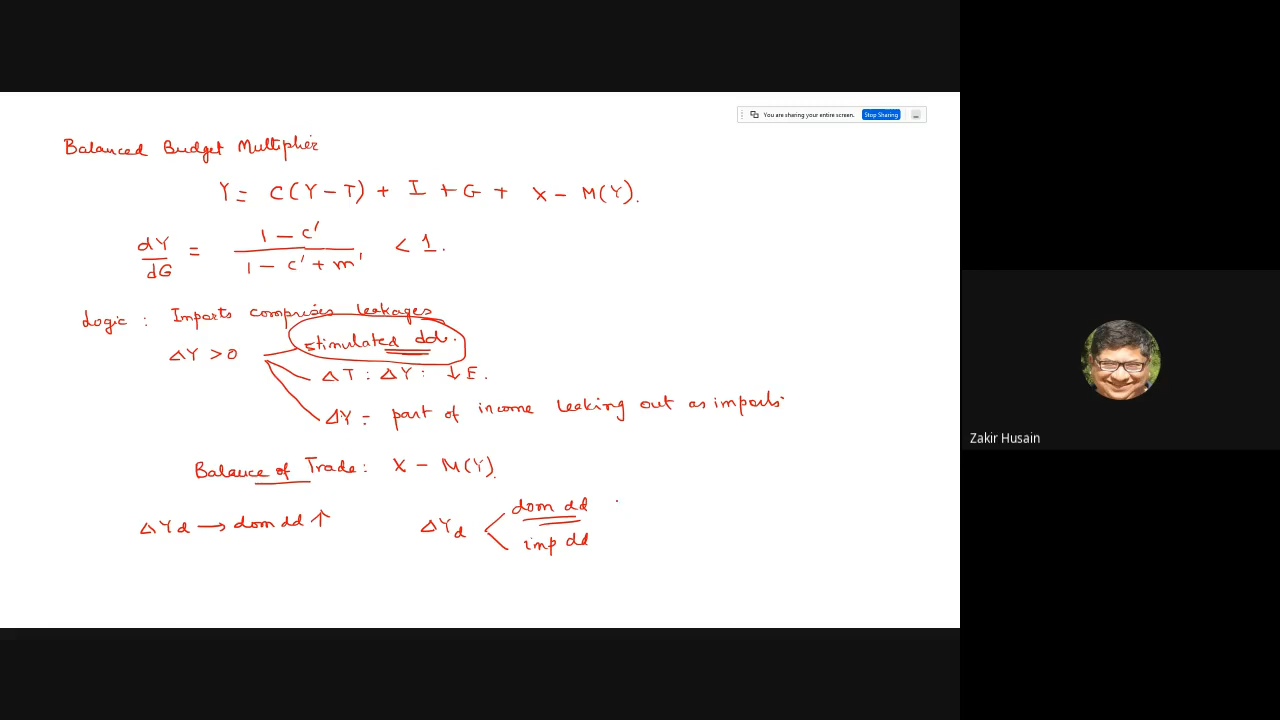 You are sharing your entire screen. Stop Sharing
Balanced Budget Multiplier
Y = C(Y-T) + I + G + X - M(Y).
dY/dG = (1 - c')/(1 - c' + m') < 1.
Logic : Imports comprises leakages
stimulated dd.
ΔY > 0
ΔT : ΔY : ↓ E.
ΔY = part of income leaking out as imports
Zakir Husain
Balance of Trade : X - M(Y).
ΔYd → dom dd ↑ ΔYd < dom dd
imp dd